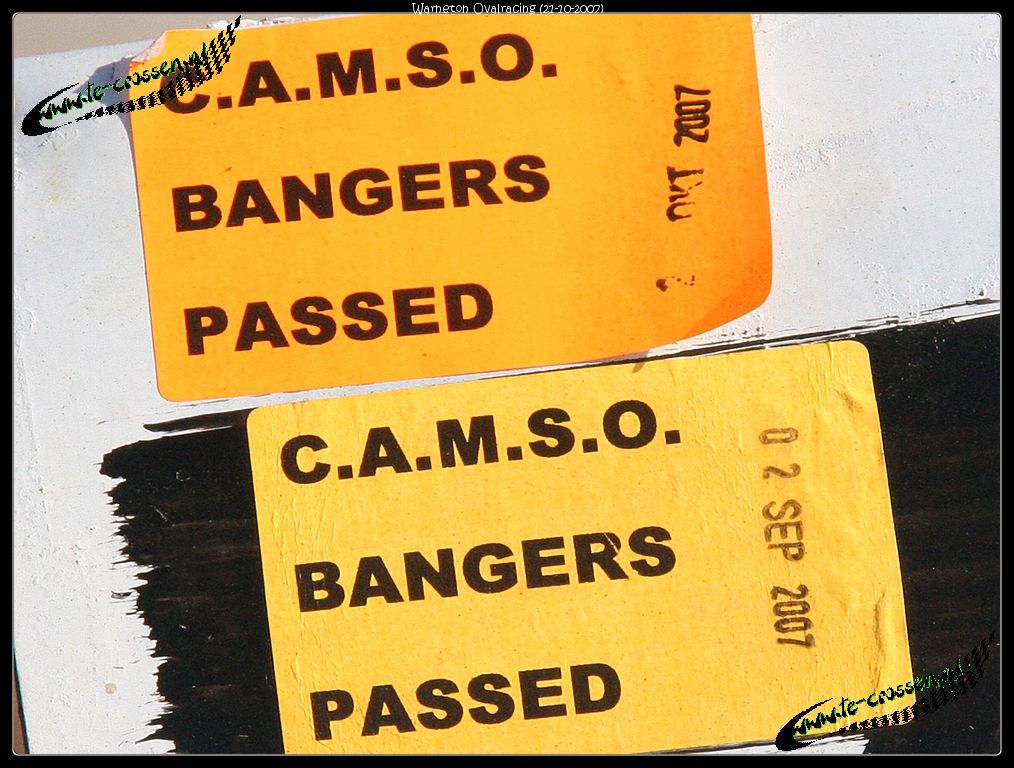 Warneton Ovalracing (21-10-2007)
www.te-crossen.nl
C.A.M.S.O.
BANGERS
PASSED
OKT 2007
C.A.M.S.O.
BANGERS
PASSED
02 SEP 2007
www.te-crossen.nl